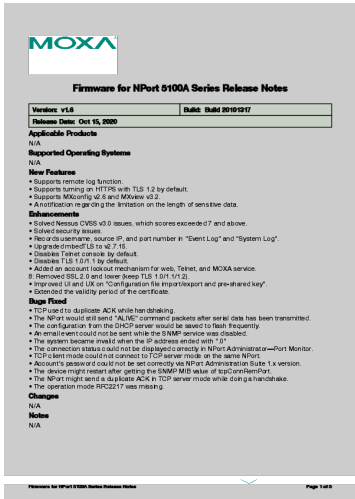 MOXA
Firmware for NPort 5100A Series Release Notes
Version: v1.6 Build: Build 20101317
Release Date: Oct 15, 2020
Applicable Products
N/A
Supported Operating Systems
N/A
New Features
• Supports remote log function.
• Supports turning on HTTPS with TLS 1.2 by default.
• Supports MXconfig v2.6 and MXview v3.2.
• A notification regarding the limitation on the length of sensitive data.
Enhancements
• Solved Nessus CVSS v3.0 issues, which scores exceeded 7 and above.
• Solved security issues.
• Records username, source IP, and port number in "Event Log" and "System Log".
• Upgrade mbedTLS to v2.7.15.
• Disables Telnet console by default.
• Disables TLS 1.0/1.1 by default.
• Added an account lockout mechanism for web, Telnet, and MOXA service.
8: Removed SSL 2.0 and lower (keep TLS 1.0/1.1/1.2).
• Improved UI and UX on "Configuration file import/export and pre-shared key".
• Extended the validity period of the certificate.
Bugs Fixed
• TCP used to duplicate ACK while handshaking.
• The NPort would still send "ALIVE" command packets after serial data has been transmitted.
• The configuration from the DHCP server would be saved to flash frequently.
• An email event could not be sent while the SNMP service was disabled.
• The system became invalid when the IP address ended with ".0"
• The connection status could not be displayed correctly in NPort Administrator—Port Monitor.
• TCP client mode could not connect to TCP server mode on the same NPort.
• Account's password could not be set correctly via NPort Administration Suite 1.x version.
• The device might restart after getting the SNMP MIB value of tcpConnRemPort.
• The NPort might send a duplicate ACK in TCP server mode while doing a handshake.
• The operation mode RFC2217 was missing.
Changes
N/A
Notes
N/A
Firmware for NPort 5100A Series Release Notes Page 1 of 5